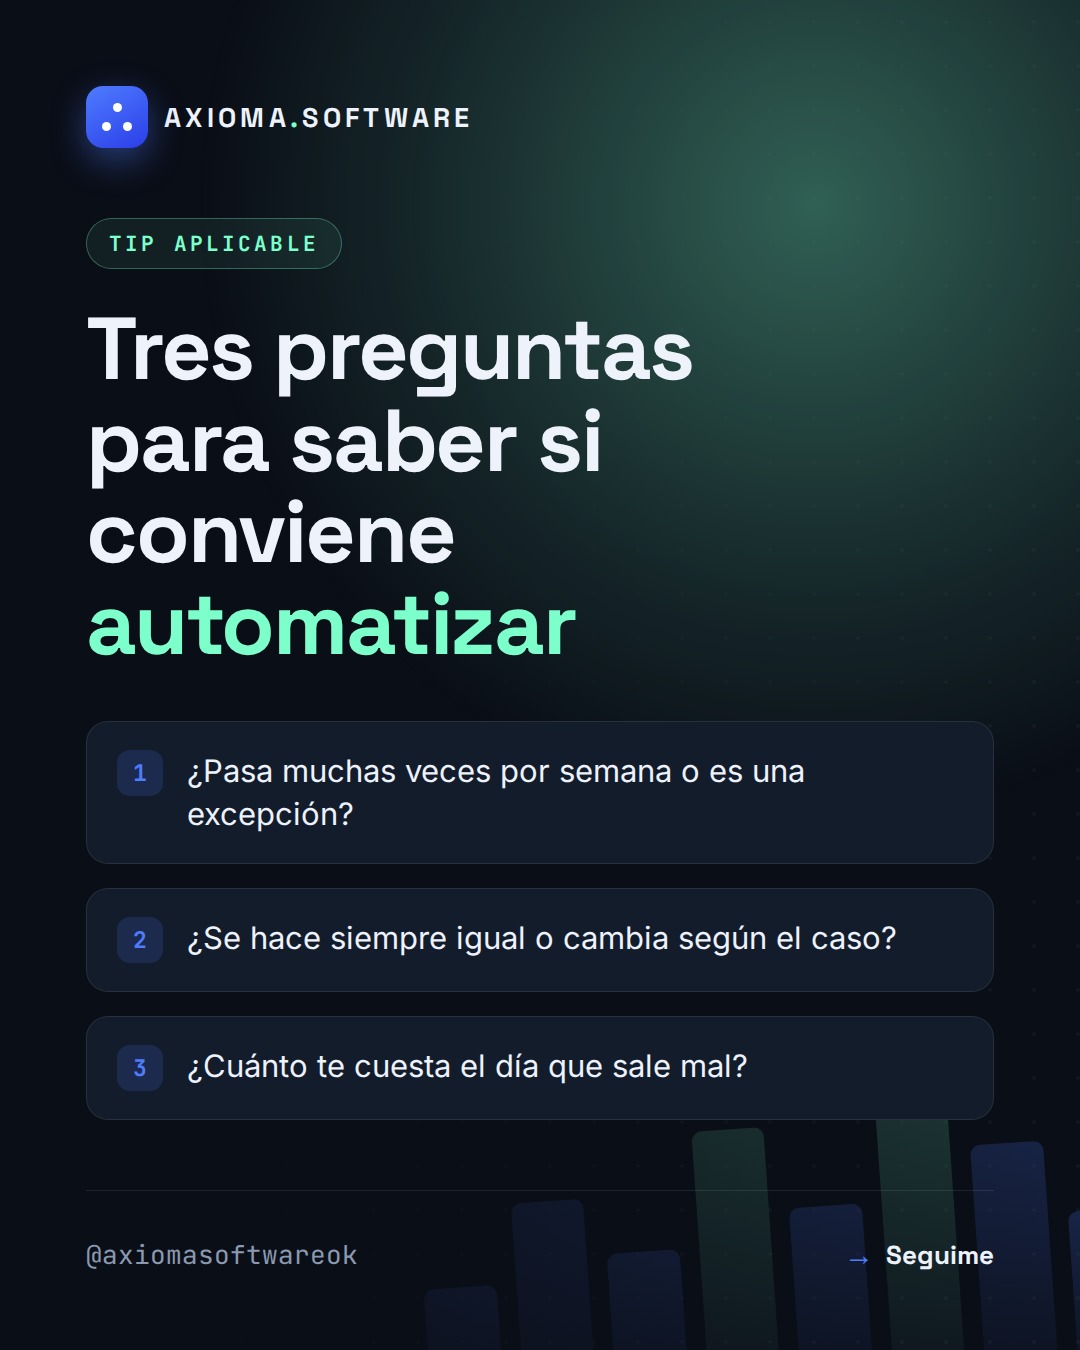 AXIOMA.SOFTWARE
TIP APLICABLE
Tres preguntas
para saber si
conviene
automatizar
1 ¿Pasa muchas veces por semana o es una
excepción?
2 ¿Se hace siempre igual o cambia según el caso?
3 ¿Cuánto te cuesta el día que sale mal?
@axiomasoftwareok → Seguime